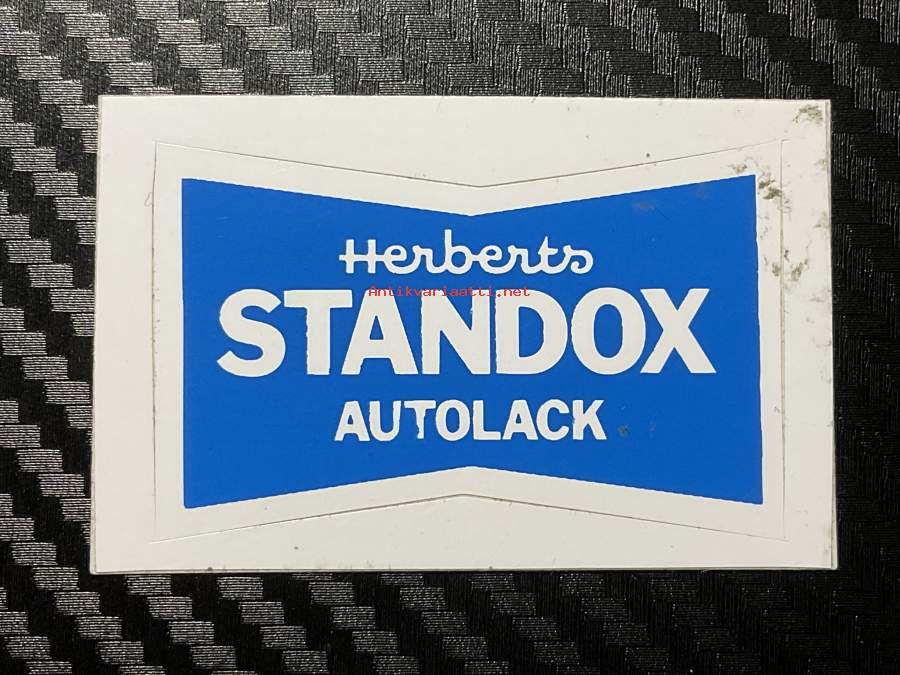 Herberts
Antikvariaatti.net
STANDOX
AUTOLACK